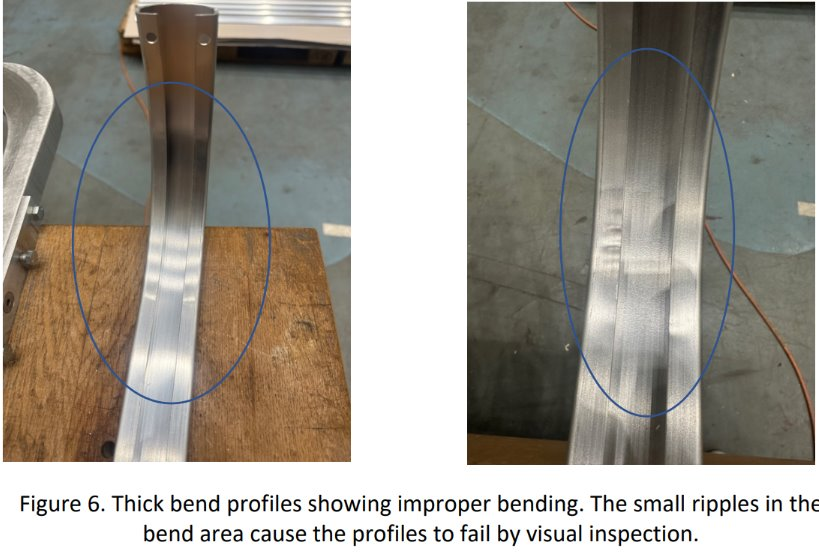 Figure 6. Thick bend profiles showing improper bending. The small ripples in the
bend area cause the profiles to fail by visual inspection.